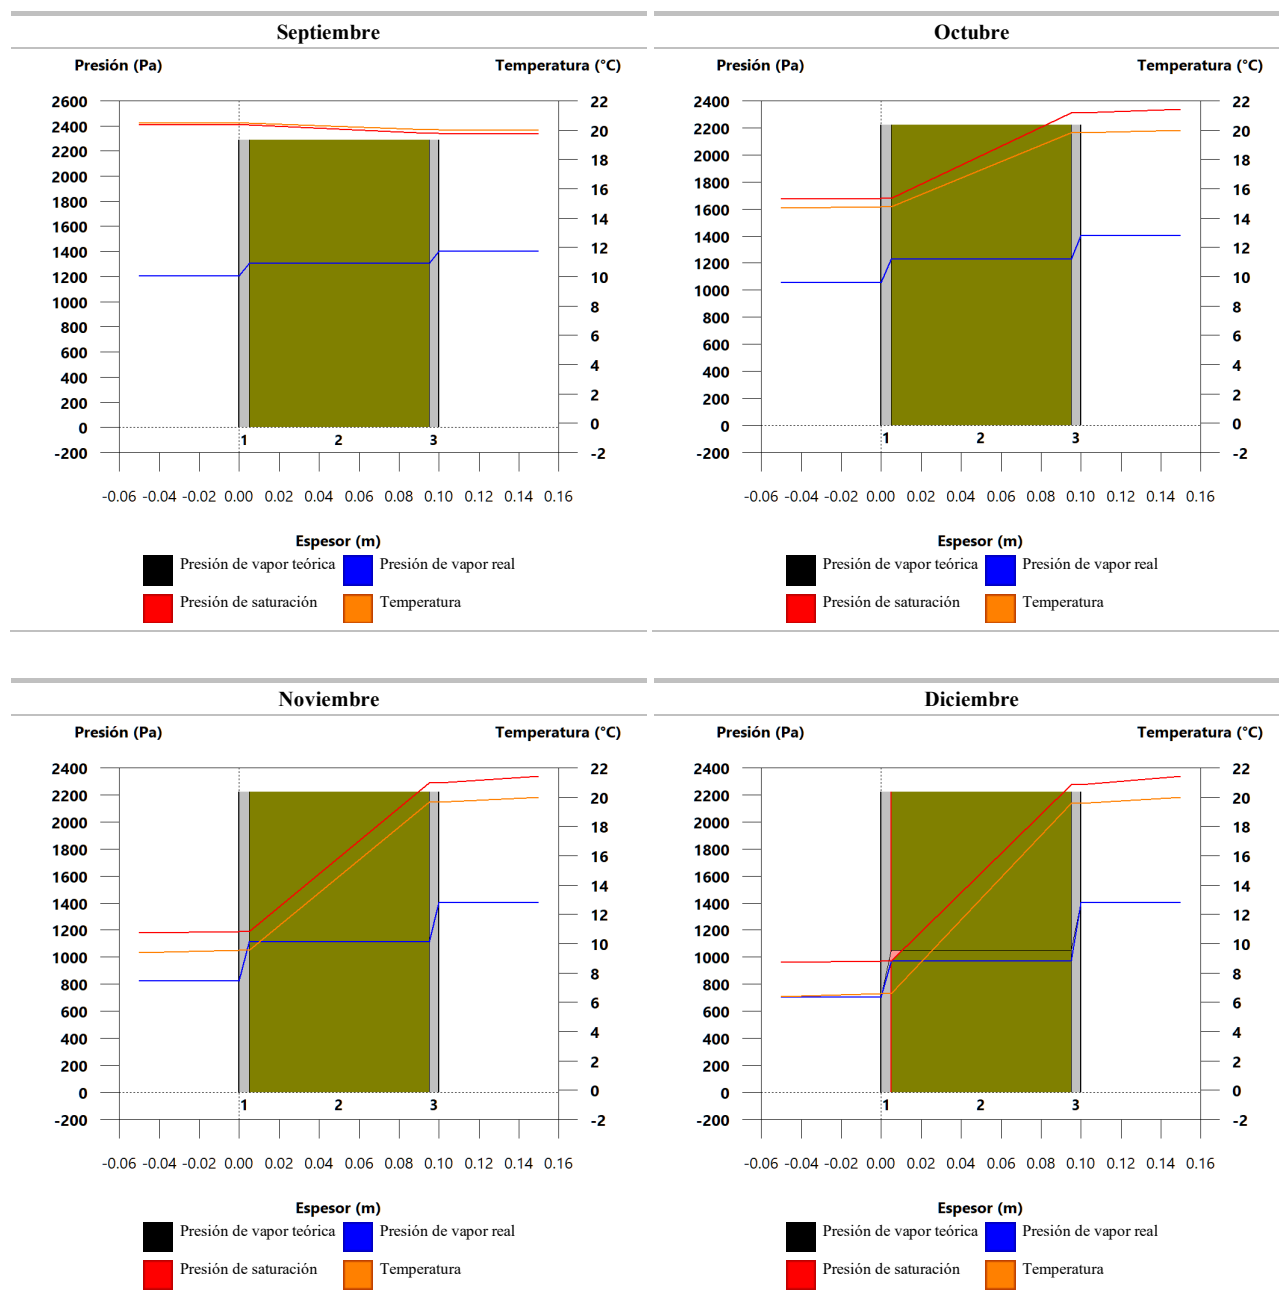 Septiembre
Presión (Pa) Temperatura (°C)
2600 22
2400 20
2200
2000 18
1800 16
1600 14
1400 12
1200 10
1000 8
800 6
600 4
400 2
200 0
0
-200 -2
1 2 3
-0.06 -0.04 -0.02 0.00 0.02 0.04 0.06 0.08 0.10 0.12 0.14 0.16
Espesor (m)
Presión de vapor teórica Presión de vapor real
Presión de saturación Temperatura
Octubre
Presión (Pa) Temperatura (°C)
2400 22
2200 20
2000 18
1800 16
1600 14
1400 12
1200 10
1000 8
800 6
600 4
400 2
200 0
0
-200 -2
1 2 3
-0.06 -0.04 -0.02 0.00 0.02 0.04 0.06 0.08 0.10 0.12 0.14 0.16
Espesor (m)
Presión de vapor teórica Presión de vapor real
Presión de saturación Temperatura
Noviembre
Presión (Pa) Temperatura (°C)
2400 22
2200 20
2000 18
1800 16
1600 14
1400 12
1200 10
1000 8
800 6
600 4
400 2
200 0
0
-200 -2
1 2 3
-0.06 -0.04 -0.02 0.00 0.02 0.04 0.06 0.08 0.10 0.12 0.14 0.16
Espesor (m)
Presión de vapor teórica Presión de vapor real
Presión de saturación Temperatura
Diciembre
Presión (Pa) Temperatura (°C)
2400 22
2200 20
2000 18
1800 16
1600 14
1400 12
1200 10
1000 8
800 6
600 4
400 2
200 0
0
-200 -2
1 2 3
-0.06 -0.04 -0.02 0.00 0.02 0.04 0.06 0.08 0.10 0.12 0.14 0.16
Espesor (m)
Presión de vapor teórica Presión de vapor real
Presión de saturación Temperatura